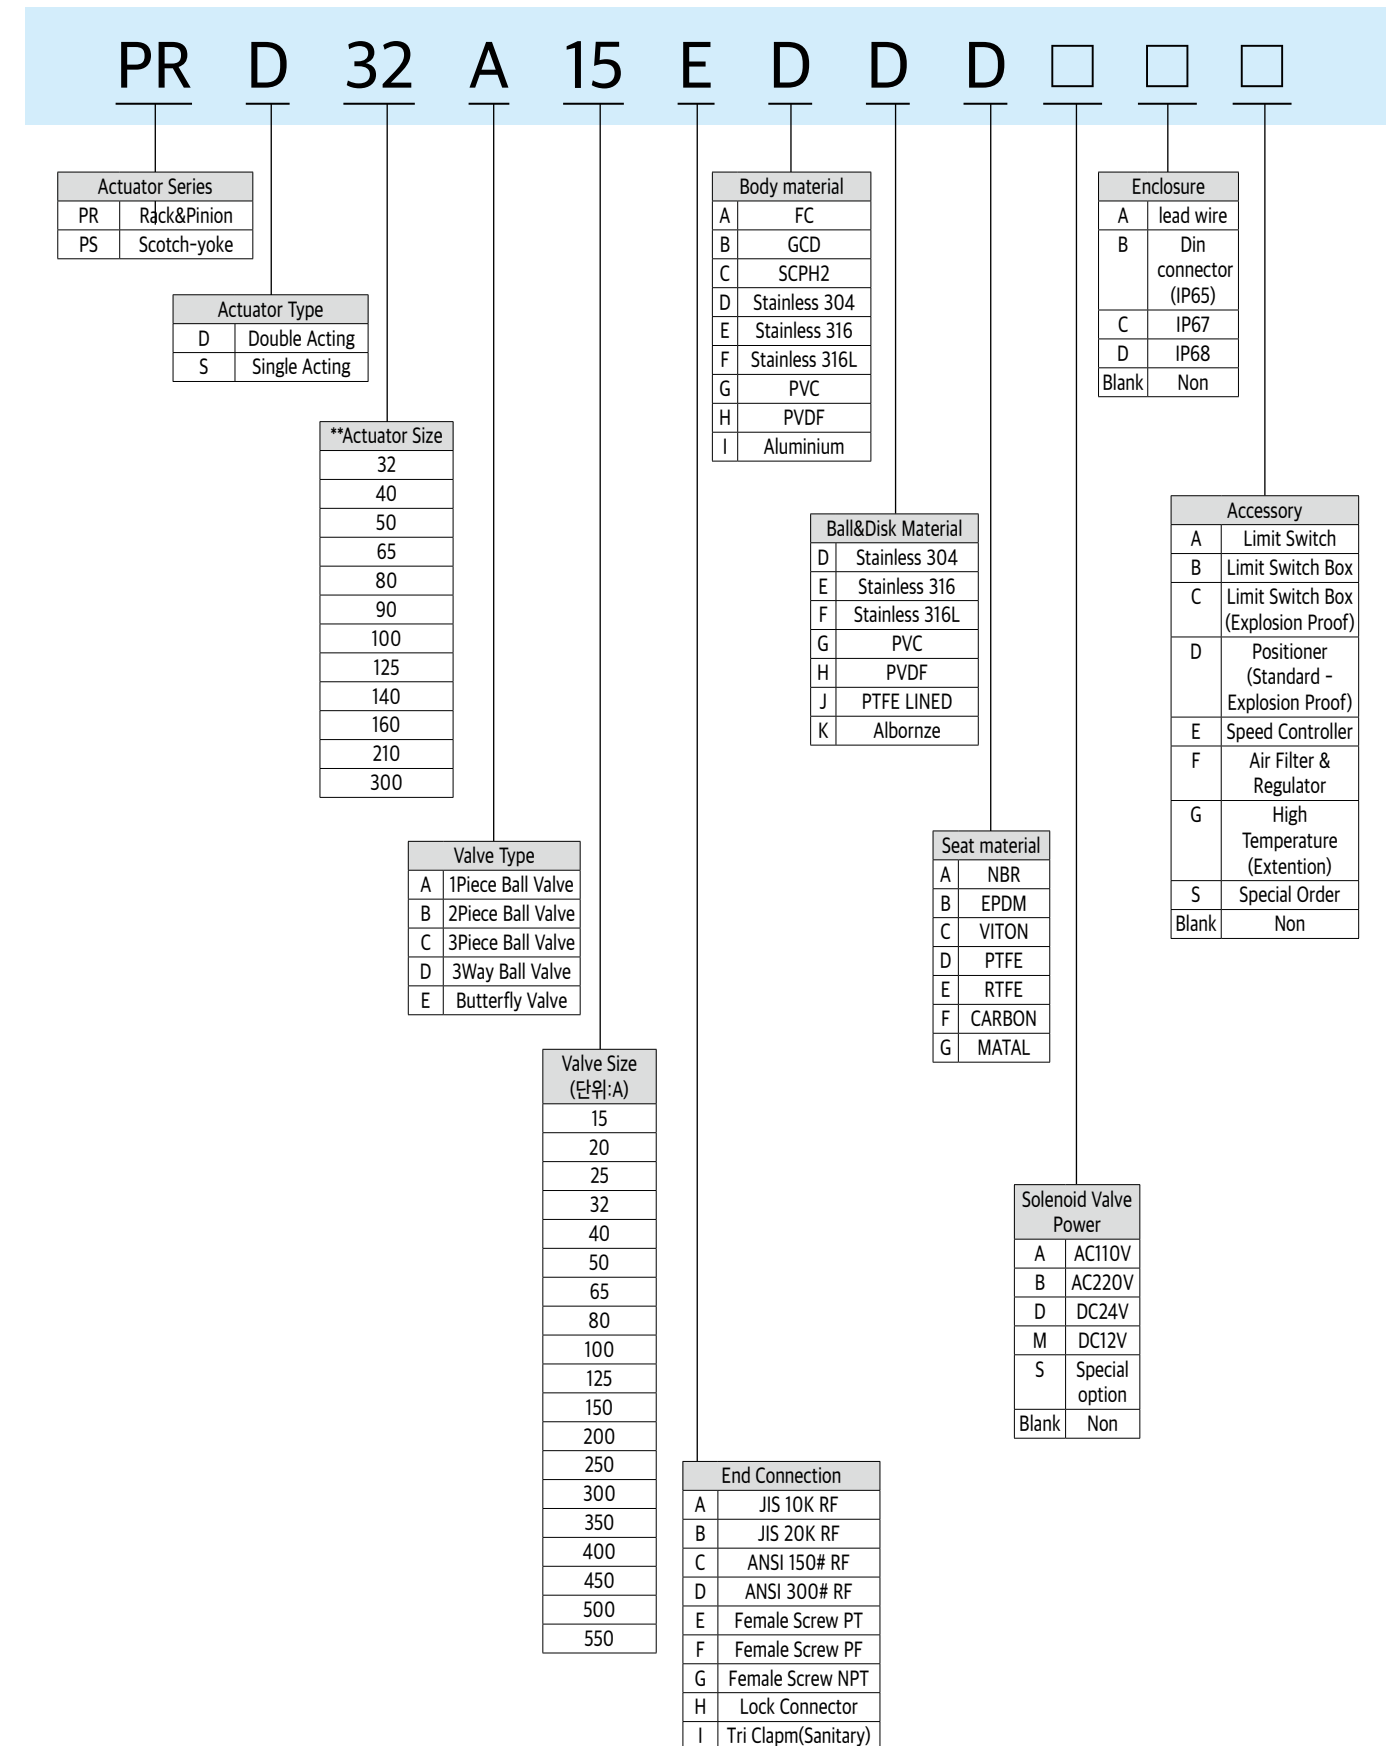 PR D 32 A 15 E D D D □ □ □
Actuator Series
PR Rack&Pinion
PS Scotch-yoke
Actuator Type
D Double Acting
S Single Acting
**Actuator Size
32
40
50
65
80
90
100
125
140
160
210
300
Valve Type
A 1Piece Ball Valve
B 2Piece Ball Valve
C 3Piece Ball Valve
D 3Way Ball Valve
E Butterfly Valve
Valve Size
(단위:A)
15
20
25
32
40
50
65
80
100
125
150
200
250
300
350
400
450
500
550
End Connection
A JIS 10K RF
B JIS 20K RF
C ANSI 150# RF
D ANSI 300# RF
E Female Screw PT
F Female Screw PF
G Female Screw NPT
H Lock Connector
I Tri Clapm(Sanitary)
Body material
A FC
B GCD
C SCPH2
D Stainless 304
E Stainless 316
F Stainless 316L
G PVC
H PVDF
I Aluminium
Ball&Disk Material
D Stainless 304
E Stainless 316
F Stainless 316L
G PVC
H PVDF
J PTFE LINED
K Albornze
Seat material
A NBR
B EPDM
C VITON
D PTFE
E RTFE
F CARBON
G MATAL
Solenoid Valve
Power
A AC110V
B AC220V
D DC24V
M DC12V
S Special
option
Blank Non
Enclosure
A lead wire
B Din
connector
(IP65)
C IP67
D IP68
Blank Non
Accessory
A Limit Switch
B Limit Switch Box
C Limit Switch Box
(Explosion Proof)
D Positioner
(Standard -
Explosion Proof)
E Speed Controller
F Air Filter &
Regulator
G High
Temperature
(Extention)
S Special Order
Blank Non